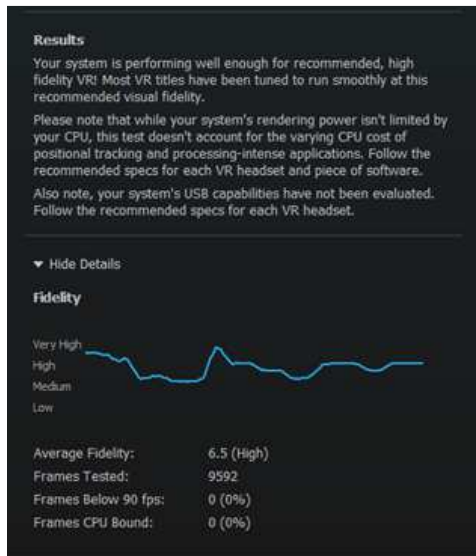 Results
Your system is performing well enough for recommended, high
fidelity VR! Most VR titles have been tuned to run smoothly at this
recommended visual fidelity.
Please note that while your system's rendering power isn't limited by
your CPU, this test doesn't account for the varying CPU cost of
positional tracking and processing-intense applications. Follow the
recommended specs for each VR headset and piece of software.
Also note, your system's USB capabilities have not been evaluated.
Follow the recommended specs for each VR headset.
Hide Details
Fidelity
Very High
High
Medium
Low
Average Fidelity: 6.5 (High)
Frames Tested: 9592
Frames Below 90 fps: 0 (0%)
Frames CPU Bound: 0 (0%)